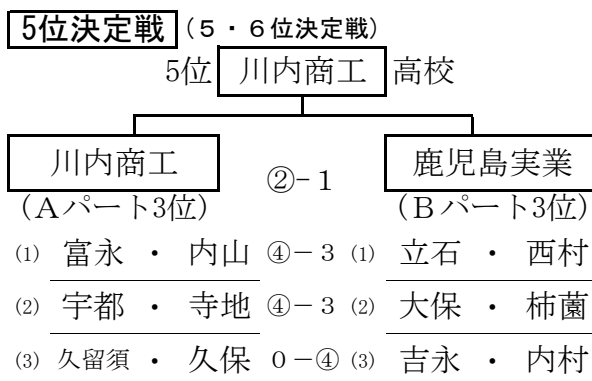 5位決定戦 (５・６位決定戦)
5位 川内商工 高校
川内商工 ②-1 鹿児島実業
(Aパート3位) (Bパート3位)
(1) 富永 ・ 内山 ④-3 (1) 立石 ・ 西村
(2) 宇都 ・ 寺地 ④-3 (2) 大保 ・ 柿薗
(3) 久留須 ・ 久保 0-④ (3) 吉永 ・ 内村